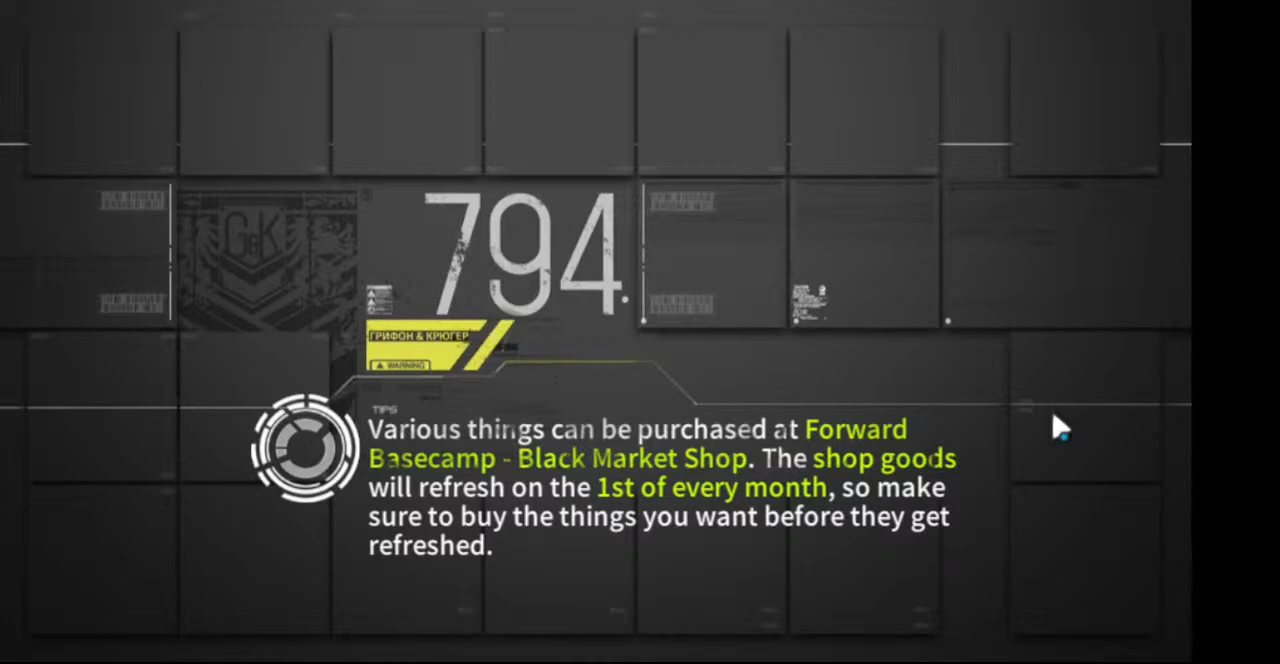 G&K
794.
ГРИФОН & КРЮГЕР
WARNING
TIPS
Various things can be purchased at Forward
Basecamp - Black Market Shop. The shop goods
will refresh on the 1st of every month, so make
sure to buy the things you want before they get
refreshed.